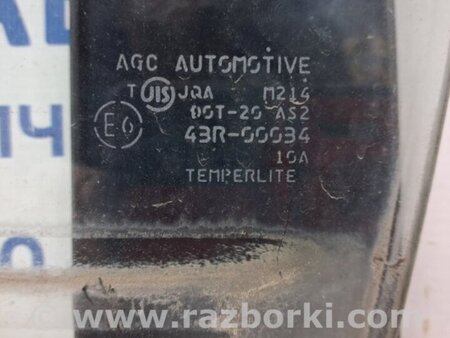 AGC AUTOMOTIVE
T JIS JQA M214
E6 DOT-20 AS2
43R-00034
10A
TEMPERLITE
www.razborki.com